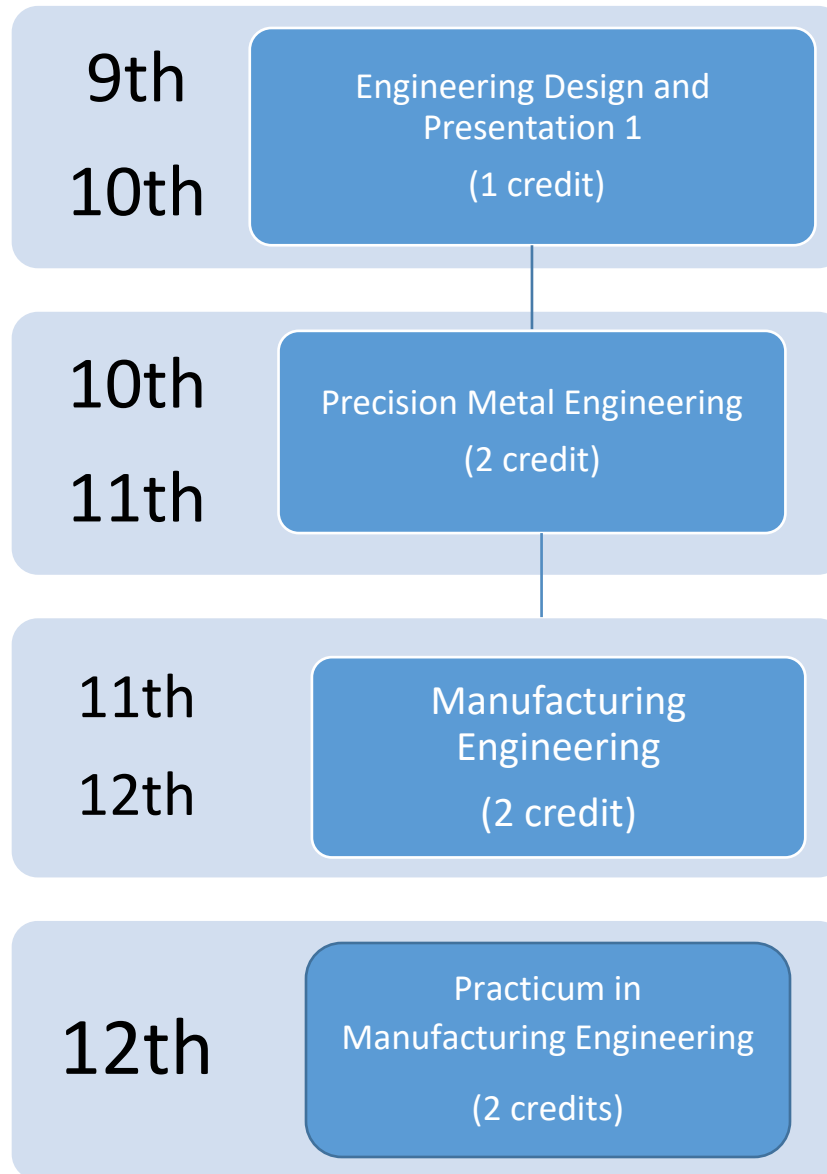 9th
10th
Engineering Design and
Presentation 1
(1 credit)
10th
11th
Precision Metal Engineering
(2 credit)
11th
12th
Manufacturing
Engineering
(2 credit)
12th
Practicum in
Manufacturing Engineering
(2 credits)